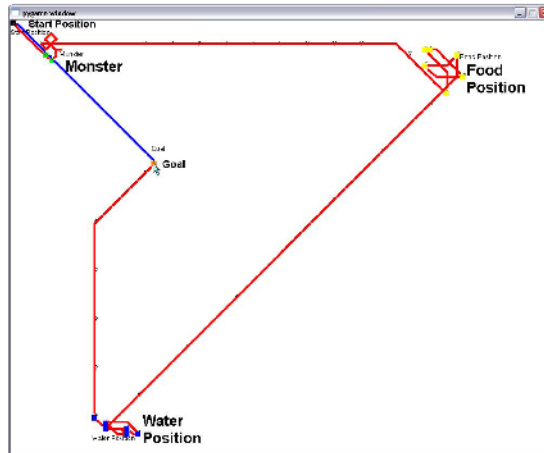 pygame window
Start Position
Start Position
Monster
Monster
Food Position
Food
Position
Goal
Goal
Water
Position
Water Position